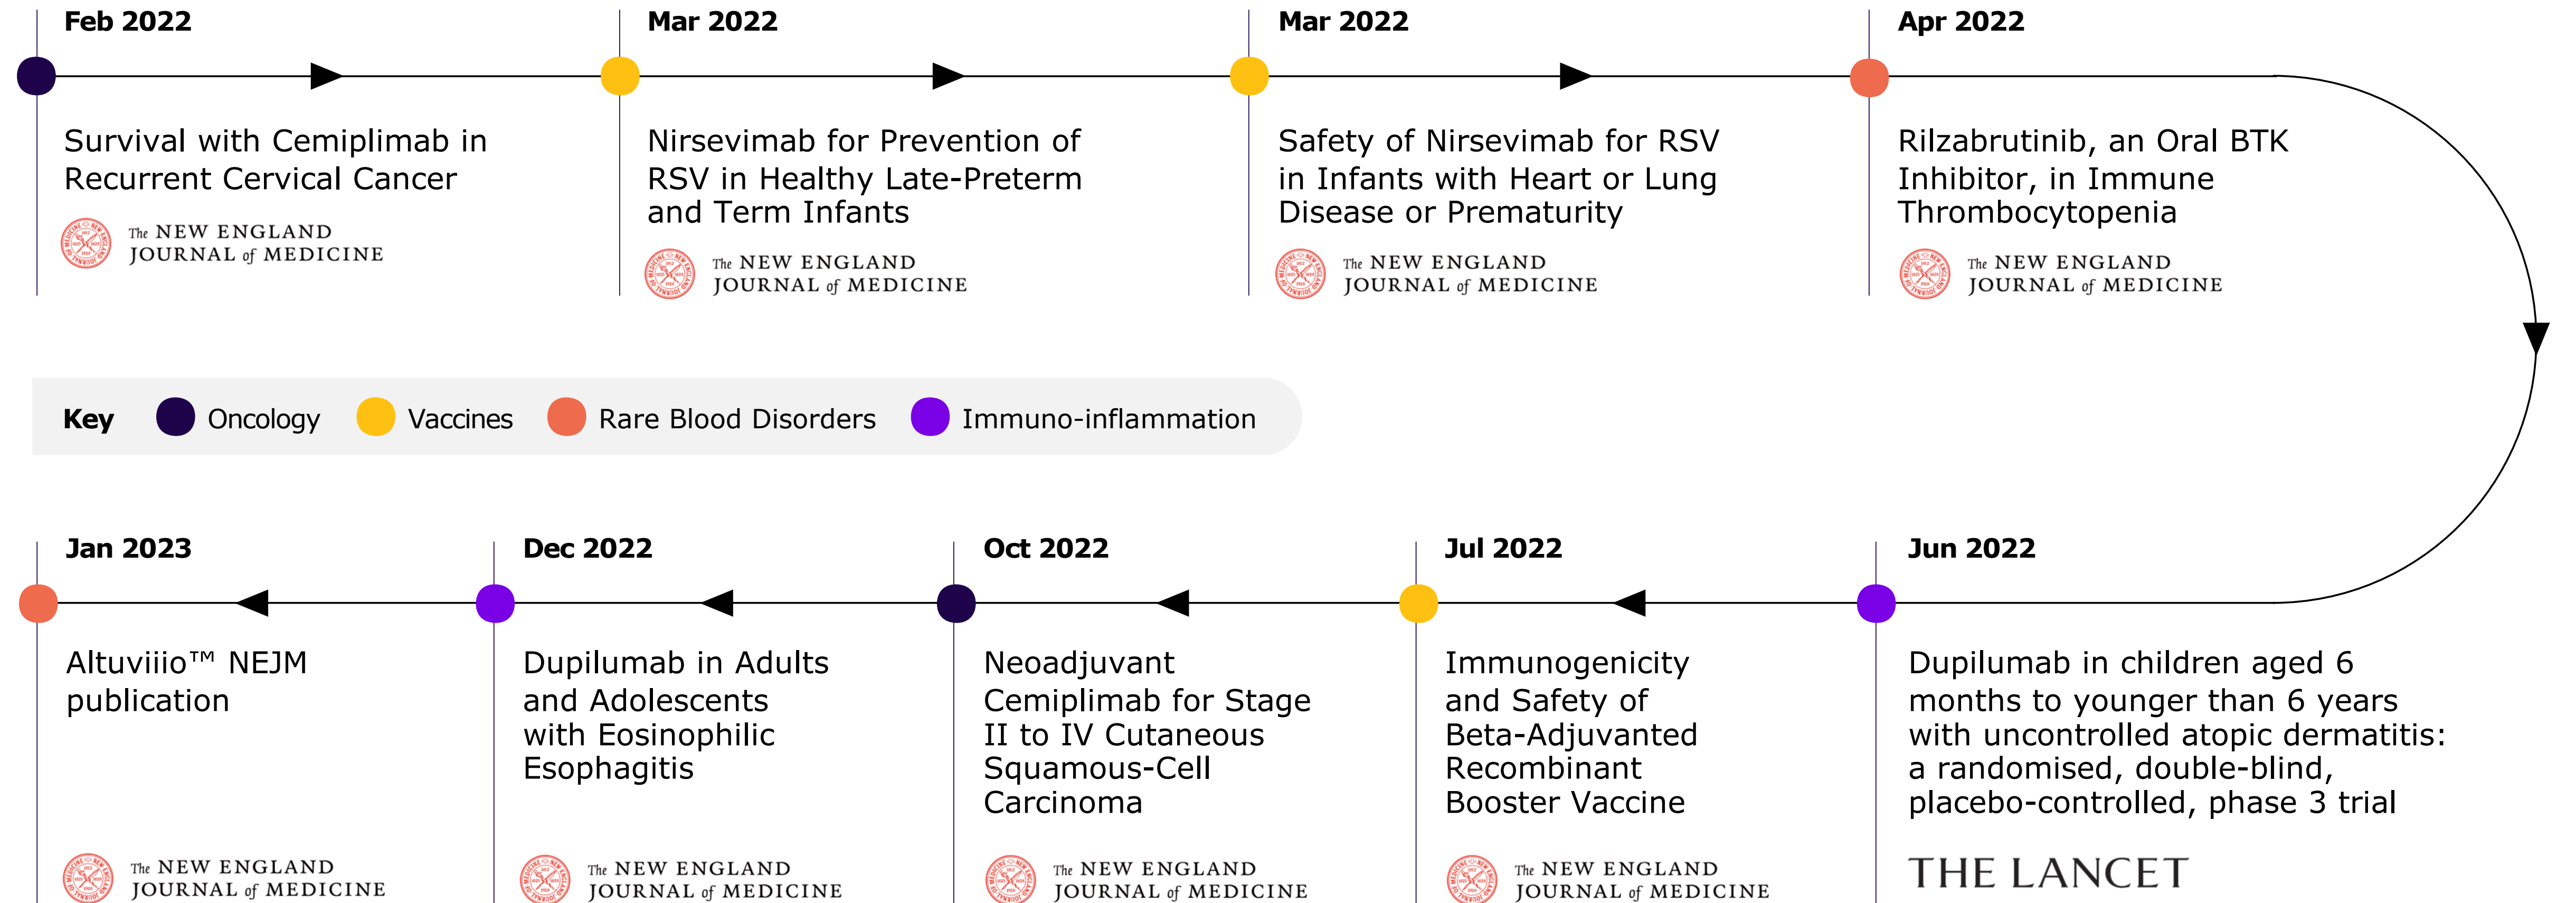 Feb 2022
Survival with Cemiplimab in
Recurrent Cervical Cancer
The NEW ENGLAND
JOURNAL of MEDICINE
Mar 2022
Nirsevimab for Prevention of
RSV in Healthy Late-Preterm
and Term Infants
The NEW ENGLAND
JOURNAL of MEDICINE
Mar 2022
Safety of Nirsevimab for RSV
in Infants with Heart or Lung
Disease or Prematurity
The NEW ENGLAND
JOURNAL of MEDICINE
Apr 2022
Rilzabrutinib, an Oral BTK
Inhibitor, in Immune
Thrombocytopenia
The NEW ENGLAND
JOURNAL of MEDICINE
Key Oncology Vaccines Rare Blood Disorders Immuno-inflammation
Jun 2022
Dupilumab in children aged 6
months to younger than 6 years
with uncontrolled atopic dermatitis:
a randomised, double-blind,
placebo-controlled, phase 3 trial
THE LANCET
Jul 2022
Immunogenicity
and Safety of
Beta-Adjuvanted
Recombinant
Booster Vaccine
The NEW ENGLAND
JOURNAL of MEDICINE
Oct 2022
Neoadjuvant
Cemiplimab for Stage
II to IV Cutaneous
Squamous-Cell
Carcinoma
The NEW ENGLAND
JOURNAL of MEDICINE
Dec 2022
Dupilumab in Adults
and Adolescents
with Eosinophilic
Esophagitis
The NEW ENGLAND
JOURNAL of MEDICINE
Jan 2023
Altuviiio™ NEJM
publication
The NEW ENGLAND
JOURNAL of MEDICINE